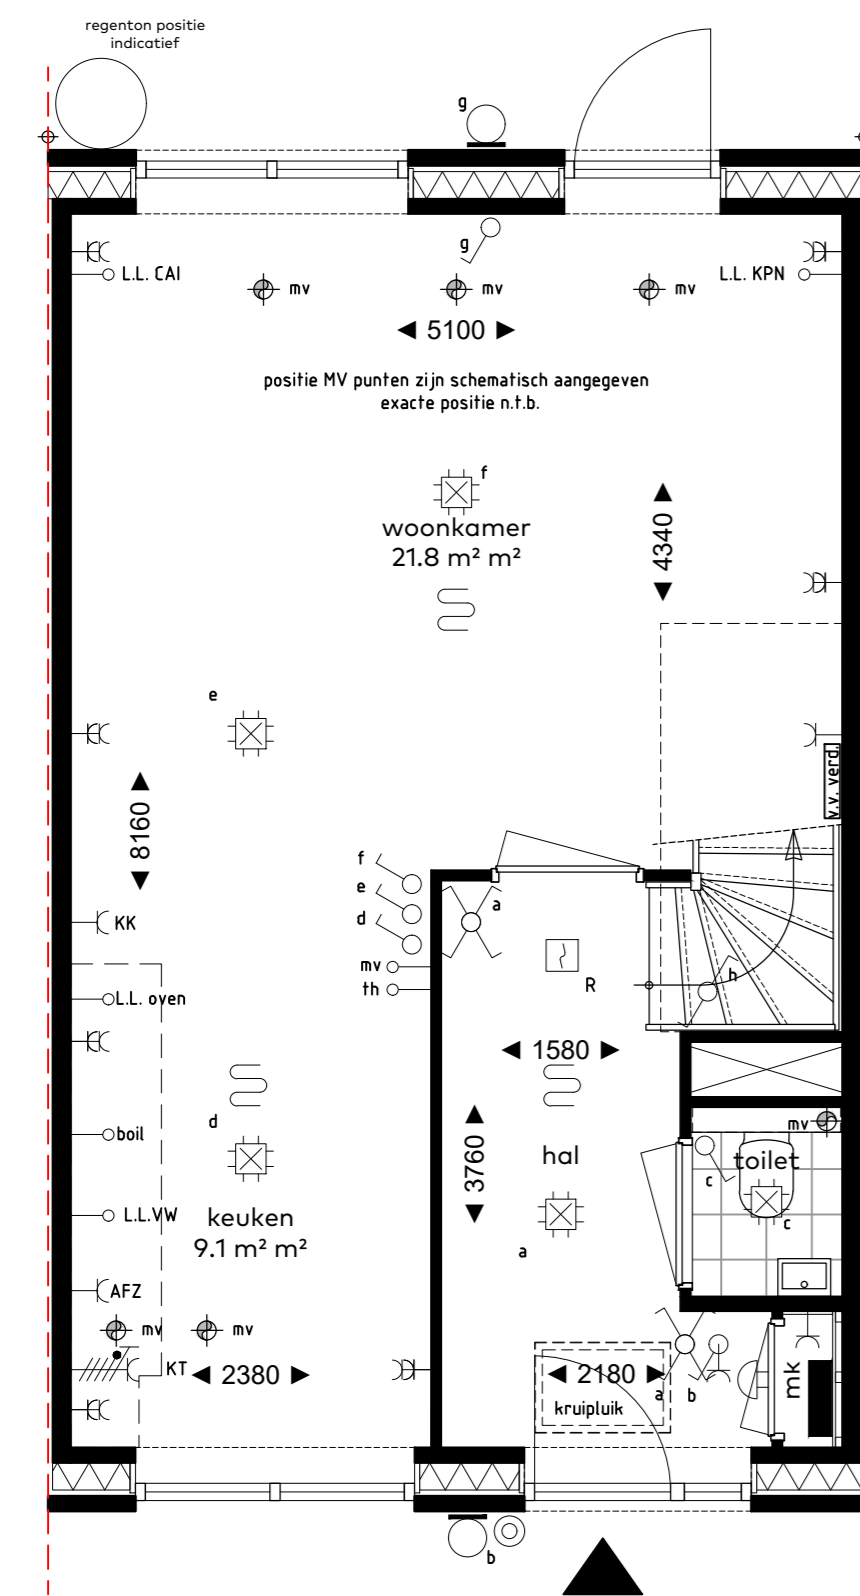 regenton positie
indicatief
g
g
L.L. CAI
L.L. KPN
mv
mv
mv
5100
positie MV punten zijn schematisch aangegeven
exacte positie n.t.b.
f
woonkamer
21.8 m² m²
4340
e
v.v. verd.
8160
f
e
d
a
KK
mv
th
R
h
L.L. oven
1580
d
boil
3760
hal
mv
toilet
c
c
L.L.VW
keuken
9.1 m² m²
a
AFZ
mv
mv
KT
2380
2180
kruipluik
a
b
mk
b